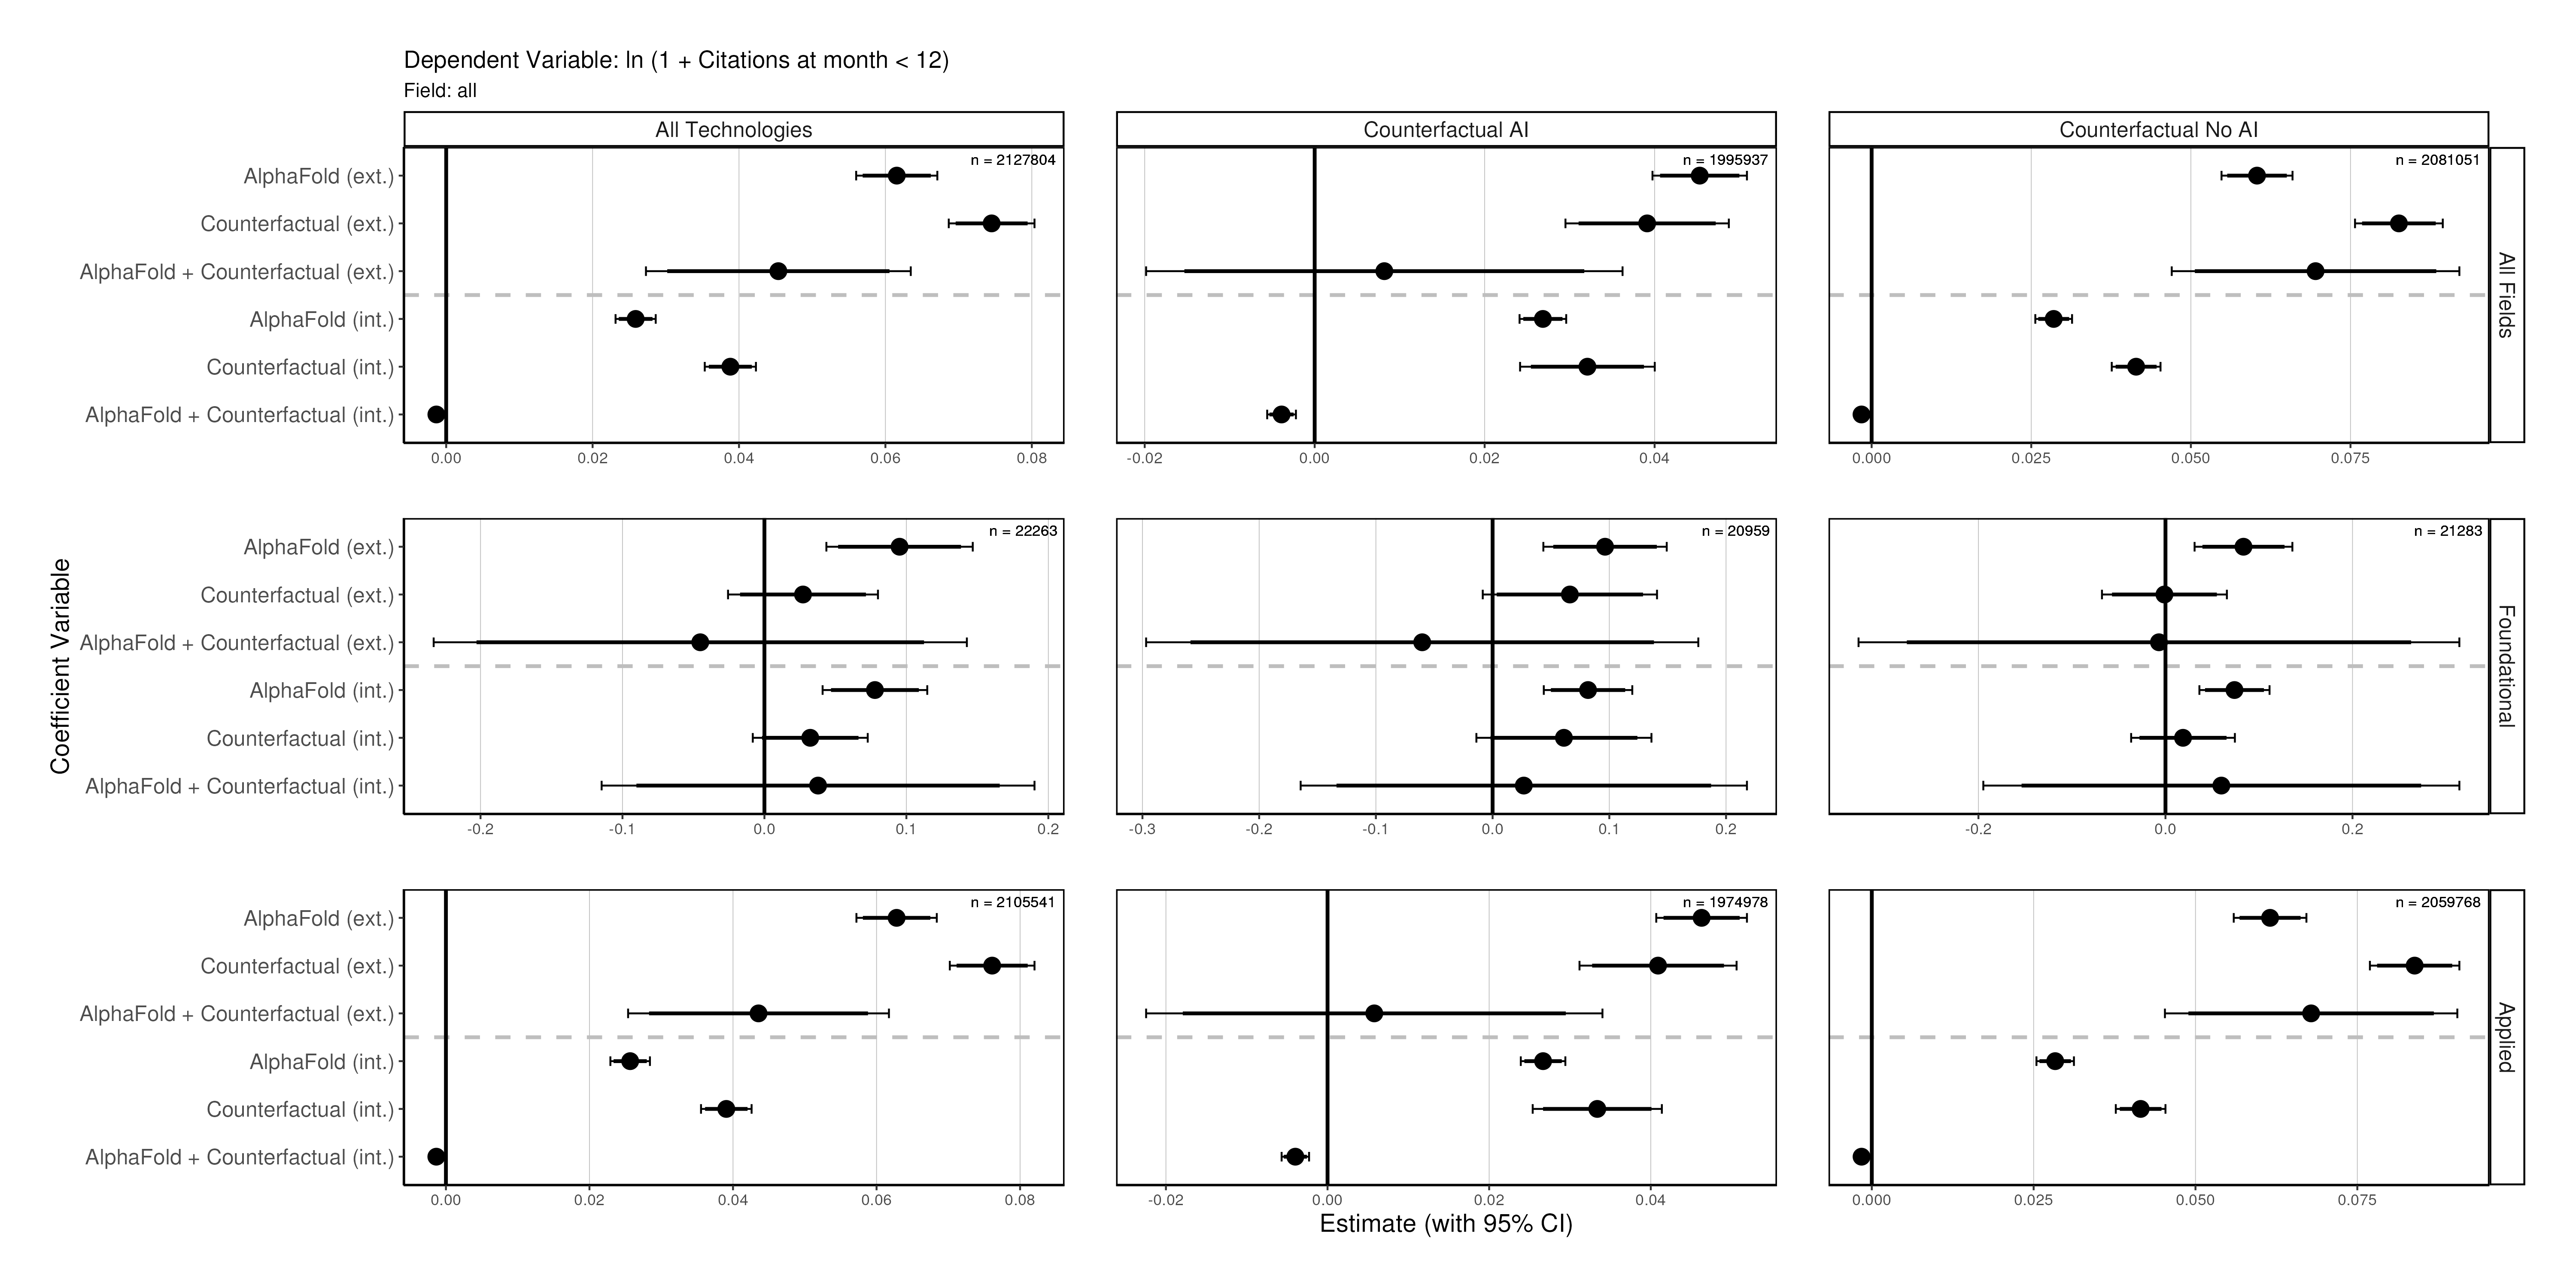 Dependent Variable: ln (1 + Citations at month < 12)
Field: all
All Technologies
Counterfactual AI
Counterfactual No AI
n = 2127804
n = 1995937
n = 2081051
AlphaFold (ext.)
Counterfactual (ext.)
AlphaFold + Counterfactual (ext.)
AlphaFold (int.)
Counterfactual (int.)
AlphaFold + Counterfactual (int.)
All Fields
0.00 0.02 0.04 0.06 0.08
-0.02 0.00 0.02 0.04
0.000 0.025 0.050 0.075
Coefficient Variable
n = 22263
n = 20959
n = 21283
AlphaFold (ext.)
Counterfactual (ext.)
AlphaFold + Counterfactual (ext.)
AlphaFold (int.)
Counterfactual (int.)
AlphaFold + Counterfactual (int.)
Foundational
-0.2 -0.1 0.0 0.1 0.2
-0.3 -0.2 -0.1 0.0 0.1 0.2
-0.2 0.0 0.2
n = 2105541
n = 1974978
n = 2059768
AlphaFold (ext.)
Counterfactual (ext.)
AlphaFold + Counterfactual (ext.)
AlphaFold (int.)
Counterfactual (int.)
AlphaFold + Counterfactual (int.)
Applied
0.00 0.02 0.04 0.06 0.08
-0.02 0.00 0.02 0.04
0.000 0.025 0.050 0.075
Estimate (with 95% CI)